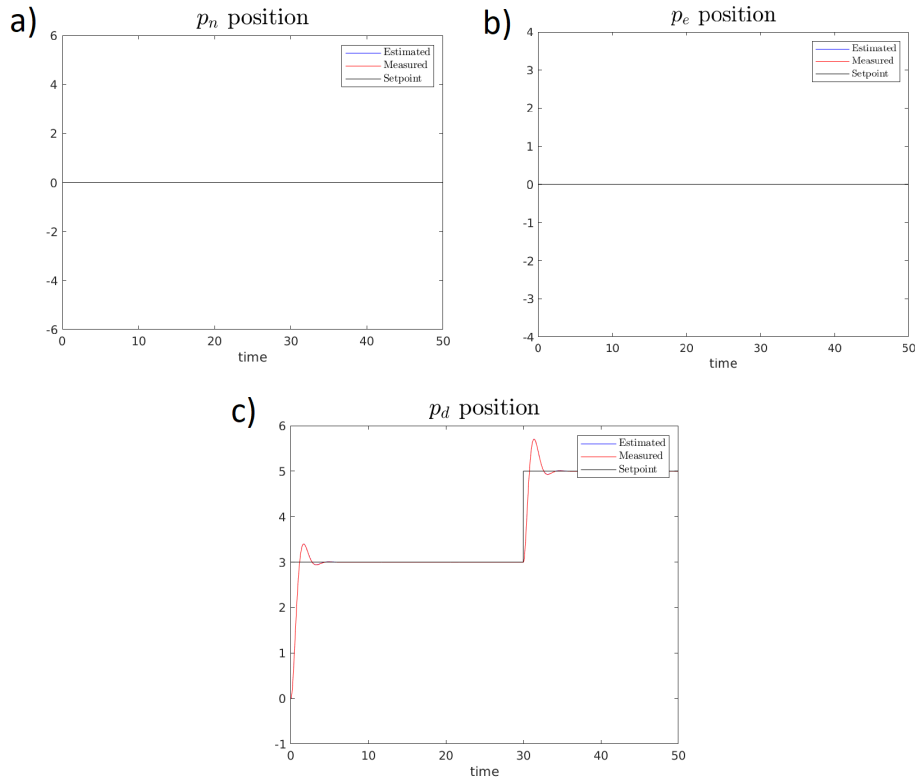 a)
p_n position
6
4
2
0
-2
-4
-6
0 10 20 30 40 50
time
Estimated
Measured
Setpoint
b)
p_e position
4
3
2
1
0
-1
-2
-3
-4
0 10 20 30 40 50
time
Estimated
Measured
Setpoint
c)
p_d position
6
5
4
3
2
1
0
-1
0 10 20 30 40 50
time
Estimated
Measured
Setpoint